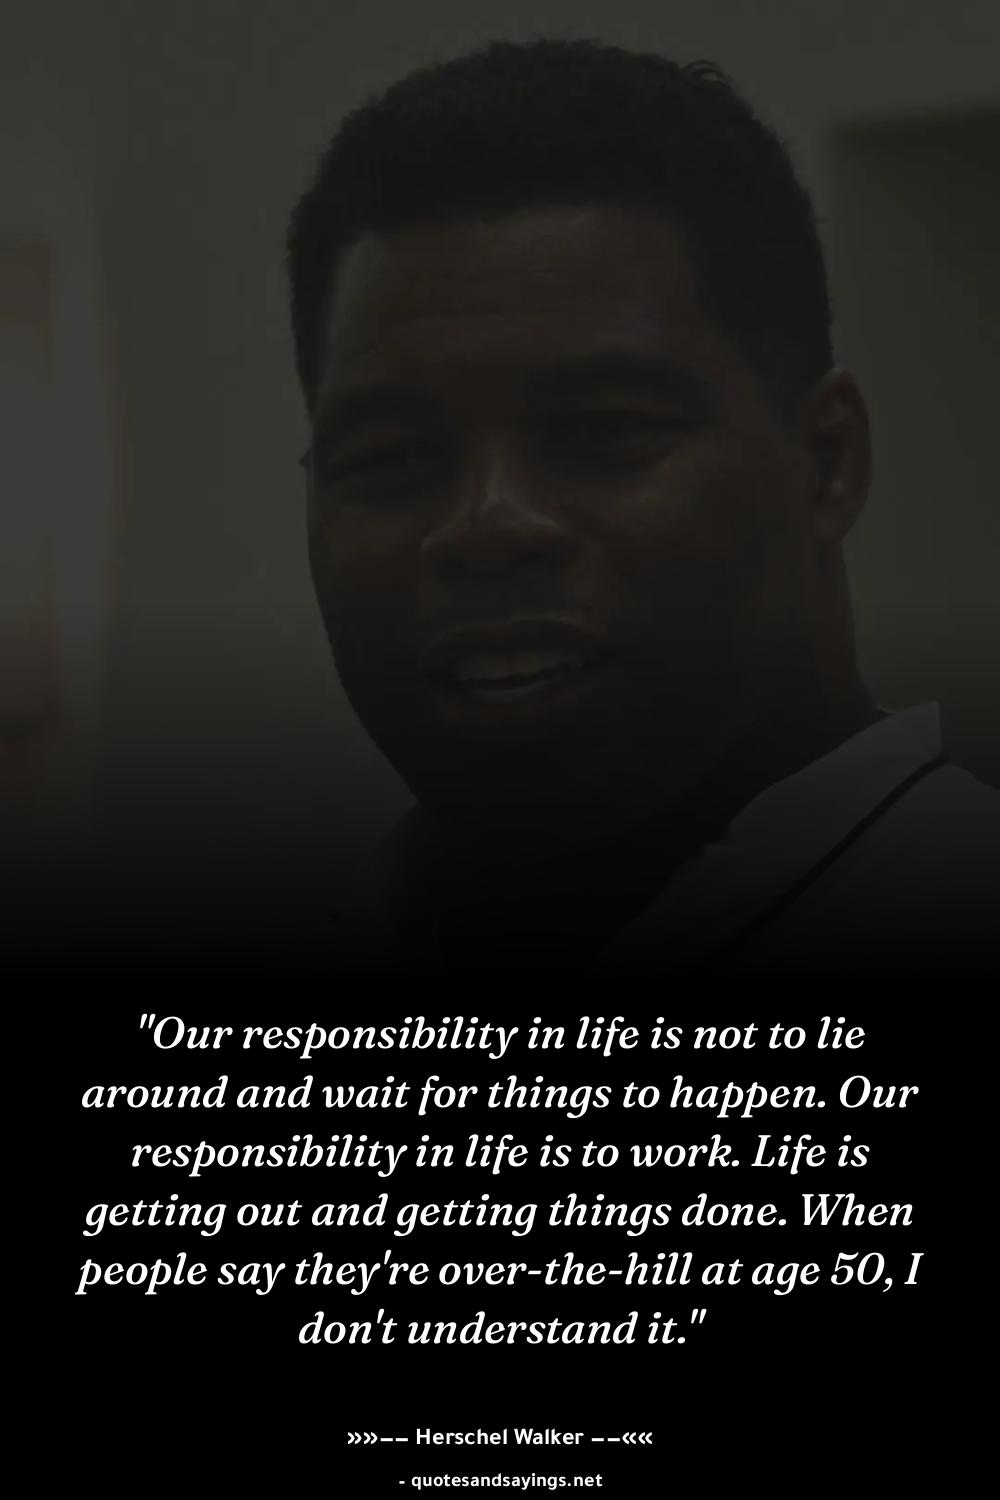 "Our responsibility in life is not to lie
around and wait for things to happen. Our
responsibility in life is to work. Life is
getting out and getting things done. When
people say they're over-the-hill at age 50, I
don't understand it."
»»–– Herschel Walker ––««
- quotesandsayings.net